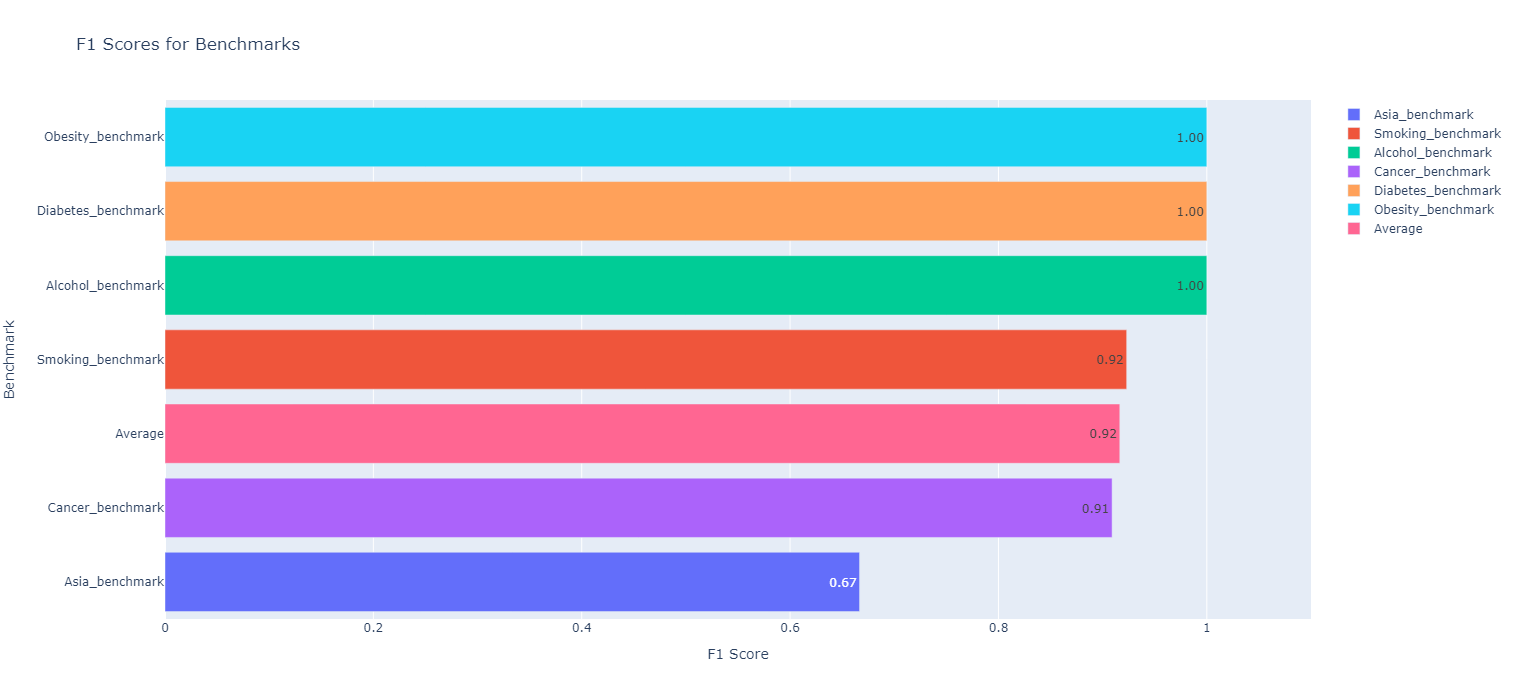 F1 Scores for Benchmarks
Benchmark
Obesity_benchmark
1.00
Diabetes_benchmark
1.00
Alcohol_benchmark
1.00
Smoking_benchmark
0.92
Average
0.92
Cancer_benchmark
0.91
Asia_benchmark
0.67
0
0.2
0.4
0.6
0.8
1
F1 Score
Asia_benchmark
Smoking_benchmark
Alcohol_benchmark
Cancer_benchmark
Diabetes_benchmark
Obesity_benchmark
Average